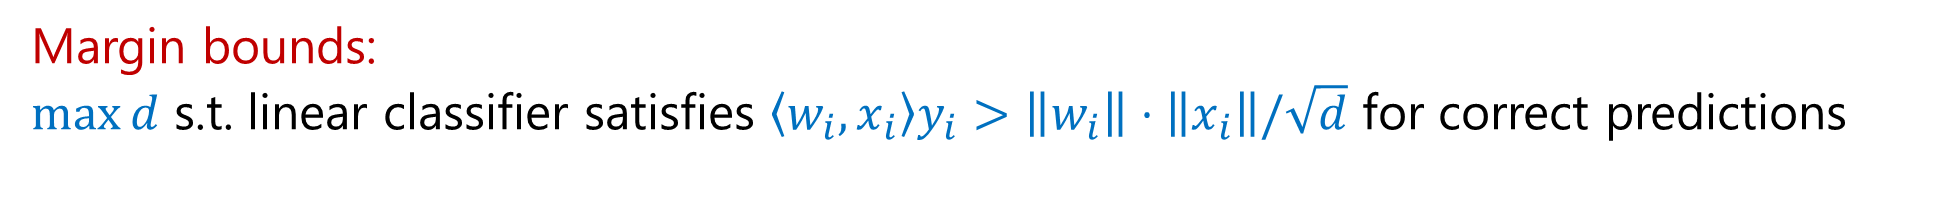 Margin bounds:
max d s.t. linear classifier satisfies ⟨wᵢ, xᵢ⟩yᵢ > ‖wᵢ‖ · ‖xᵢ‖/√d for correct predictions